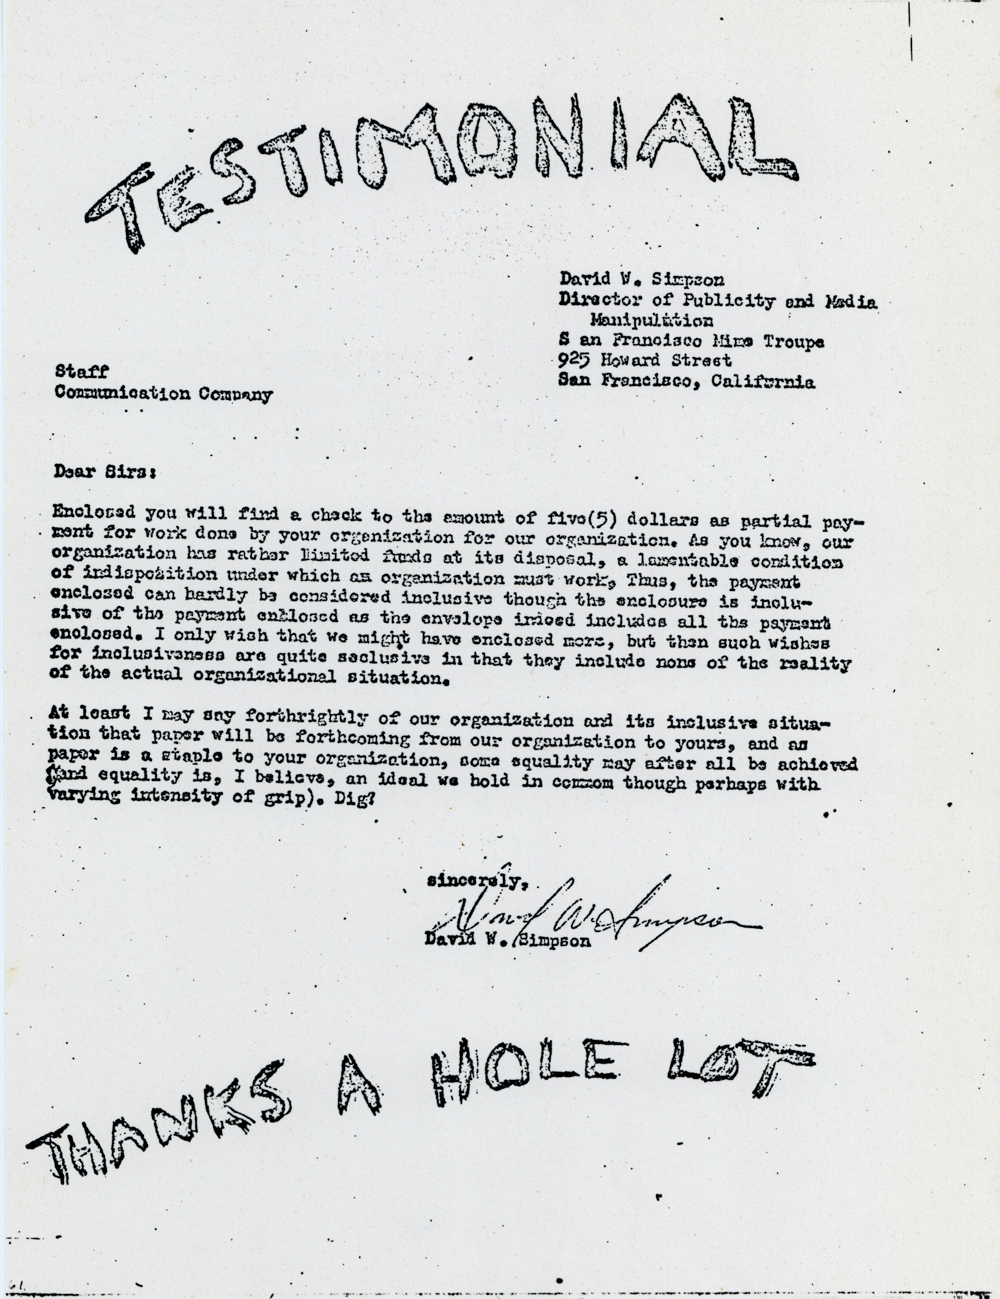 TESTIMONIAL
David W. Simpson
Director of Publicity and Media
Manipulation
S an Francisco Mime Troupe
925 Howard Street
San Francisco, California
Staff
Communication Company
Dear Sirs:
Enclosed you will find a check to the amount of five(5) dollars as partial pay-
ment for work done by your organization for our organization. As you know, our
organization has rather limited funds at its disposal, a lamentable condition
of indisposition under which an organization must work. Thus, the payment
enclosed can hardly be considered inclusive though the enclosure is inclu-
sive of the payment enclosed as the envelope indeed includes all the payment
enclosed. I only wish that we might have enclosed more, but then such wishes
for inclusiveness are quite seclusive in that they include none of the reality
of the actual organizational situation.
At least I may say forthrightly of our organization and its inclusive situa-
tion that paper will be forthcoming from our organization to yours, and as
paper is a staple to your organization, some equality may after all be achieved
(and equality is, I believe, an ideal we hold in common though perhaps with
varying intensity of grip). Dig?
sincerely,
David W. Simpson
David W. Simpson
THANKS A HOLE LOT